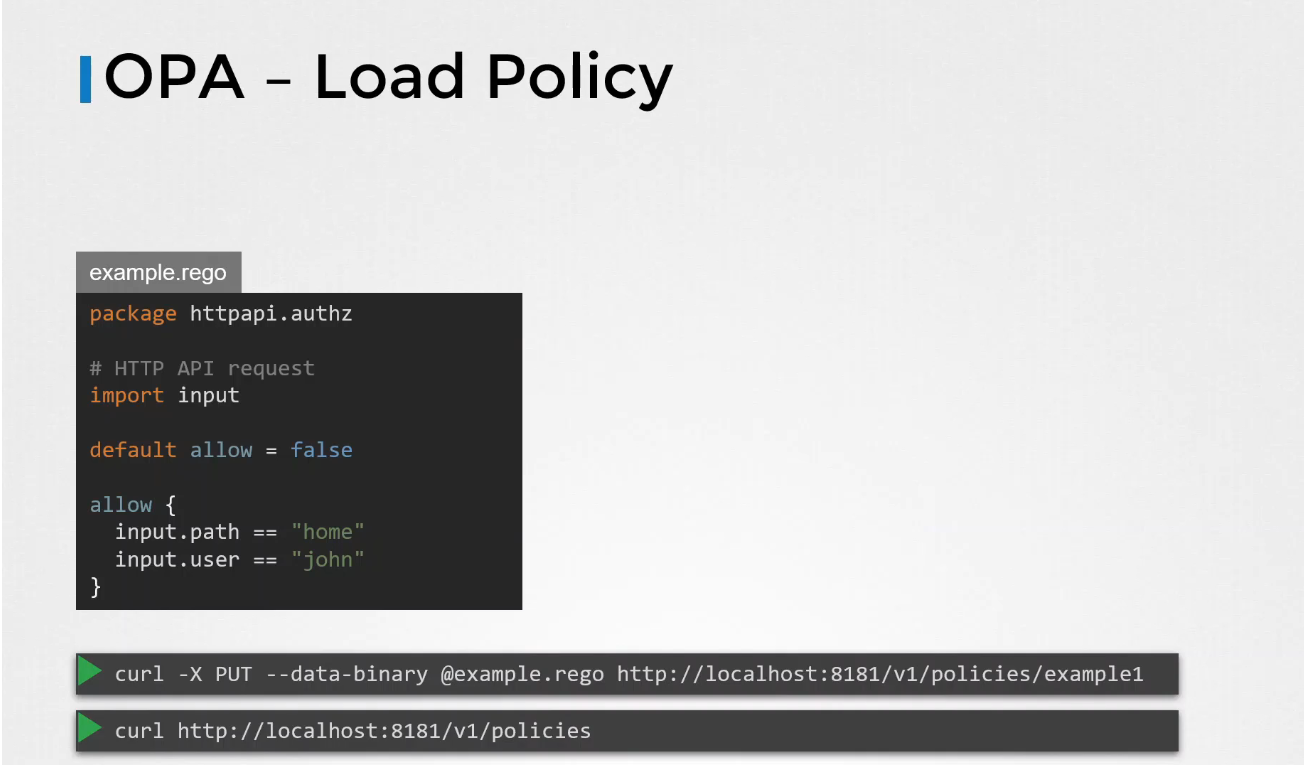 OPA – Load Policy
example.rego
package httpapi.authz
# HTTP API request
import input
default allow = false
allow {
  input.path == "home"
  input.user == "john"
}
curl -X PUT --data-binary @example.rego http://localhost:8181/v1/policies/example1
curl http://localhost:8181/v1/policies